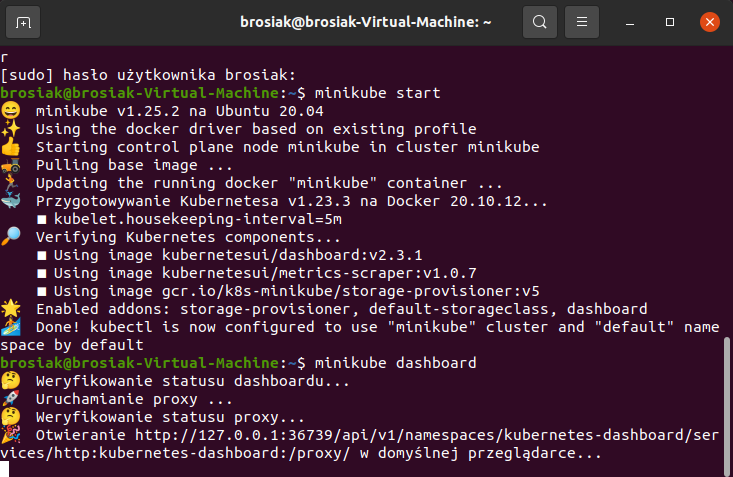 brosiak@brosiak-Virtual-Machine: ~
r
[sudo] hasło użytkownika brosiak:
brosiak@brosiak-Virtual-Machine:~$ minikube start
😄  minikube v1.25.2 na Ubuntu 20.04
✨  Using the docker driver based on existing profile
👍  Starting control plane node minikube in cluster minikube
🚜  Pulling base image ...
🏃  Updating the running docker "minikube" container ...
🐳  Przygotowywanie Kubernetesa v1.23.3 na Docker 20.10.12...
    ▪ kubelet.housekeeping-interval=5m
🔎  Verifying Kubernetes components...
    ▪ Using image kubernetesui/dashboard:v2.3.1
    ▪ Using image kubernetesui/metrics-scraper:v1.0.7
    ▪ Using image gcr.io/k8s-minikube/storage-provisioner:v5
🌟  Enabled addons: storage-provisioner, default-storageclass, dashboard
🏄  Done! kubectl is now configured to use "minikube" cluster and "default" name
space by default
brosiak@brosiak-Virtual-Machine:~$ minikube dashboard
🤔  Weryfikowanie statusu dashboardu...
🚀  Uruchamianie proxy ...
🤔  Weryfikowanie statusu proxy...
🎉  Otwieranie http://127.0.0.1:36739/api/v1/namespaces/kubernetes-dashboard/ser
vices/http:kubernetes-dashboard:/proxy/ w domyślnej przeglądarce...